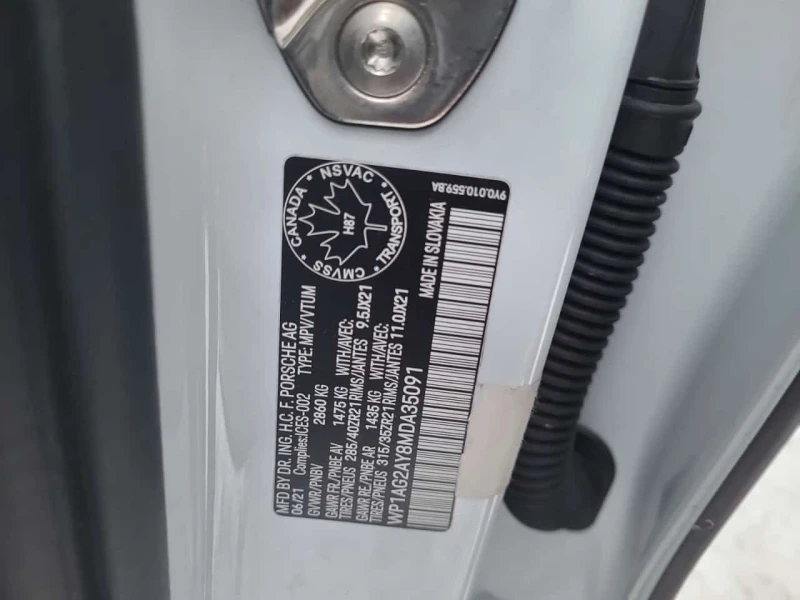 MFD BY DR. ING. H.C. F. PORSCHE AG
06/21 Complies:ICES-002 TYPE: MPV/VTUM
GVWR/PNBV 2860 KG
GAWR FR./PNBE AV 1475 KG WITH/AVEC:
TIRES/PNEUS 285/40ZR21 RIMS/JANTES 9.5JX21
GAWR RE./PNBE AR 1435 KG WITH/AVEC:
TIRES/PNEUS 315/35ZR21 RIMS/JANTES 11.0JX21
WP1AG2AY8MDA35091 MADE IN SLOVAKIA
CANADA NSVAC
H87
CMVSS TRANSPORT
9Y0.010.559.BA